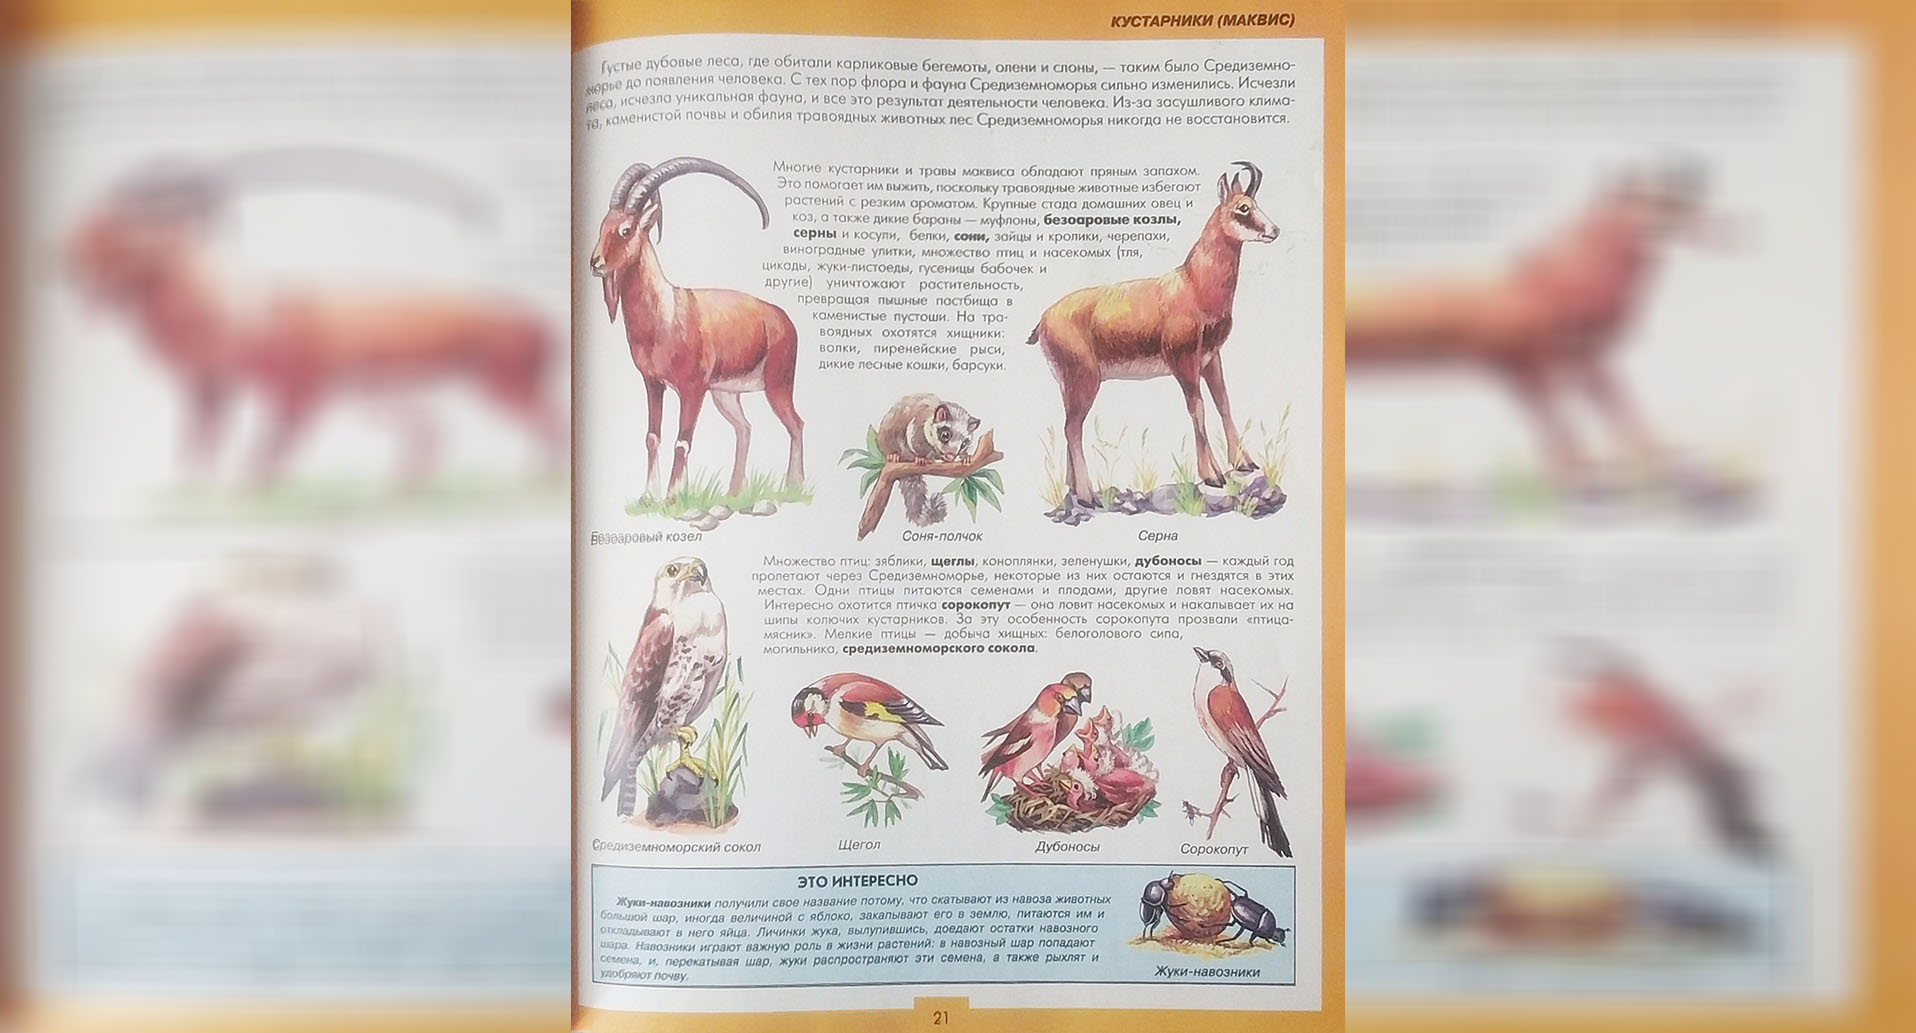 КУСТАРНИКИ (МАКВИС)
Густые дубовые леса, где обитали карликовые бегемоты, олени и слоны, — таким было Средиземно-
морье до появления человека. С тех пор флора и фауна Средиземноморья сильно изменились. Исчезли
леса, исчезла уникальная фауна, и все это результат деятельности человека. Из-за засушливого клима-
та, каменистой почвы и обилия травоядных животных лес Средиземноморья никогда не восстановится.
Многие кустарники и травы маквиса обладают пряным запахом.
Это помогает им выжить, поскольку травоядные животные избегают
растений с резким ароматом. Крупные стада домашних овец и
коз, а также дикие бараны — муфлоны, безоаровые козлы,
серны и косули, белки, сони, зайцы и кролики, черепахи,
виноградные улитки, множество птиц и насекомых (тля,
цикады, жуки-листоеды, гусеницы бабочек и
другие) уничтожают растительность,
превращая пышные пастбища в
каменистые пустоши. На тра-
воядных охотятся хищники:
волки, пиренейские рыси,
дикие лесные кошки, барсуки.
Безоаровый козел
Соня-полчок
Серна
Множество птиц: зяблики, щеглы, коноплянки, зеленушки, дубоносы — каждый год
пролетают через Средиземноморье, некоторые из них остаются и гнездятся в этих
местах. Одни птицы питаются семенами и плодами, другие ловят насекомых.
Интересно охотится птичка сорокопут — она ловит насекомых и накалывает их на
шипы колючих кустарников. За эту особенность сорокопута прозвали «птица-
мясник». Мелкие птицы — добыча хищных: белоголового сипа,
могильника, средиземноморского сокола.
Средиземноморский сокол
Щегол
Дубоносы
Сорокопут
ЭТО ИНТЕРЕСНО
Жуки-навозники получили свое название потому, что скатывают из навоза животных
большой шар, иногда величиной с яблоко, закапывают его в землю, питаются им и
откладывают в него яйца. Личинки жука, вылупившись, доедают остатки навозного
шара. Навозники играют важную роль в жизни растений: в навозный шар попадают
семена, и, перекатывая шар, жуки распространяют эти семена, а также рыхлят и
удобряют почву.
Жуки-навозники
21